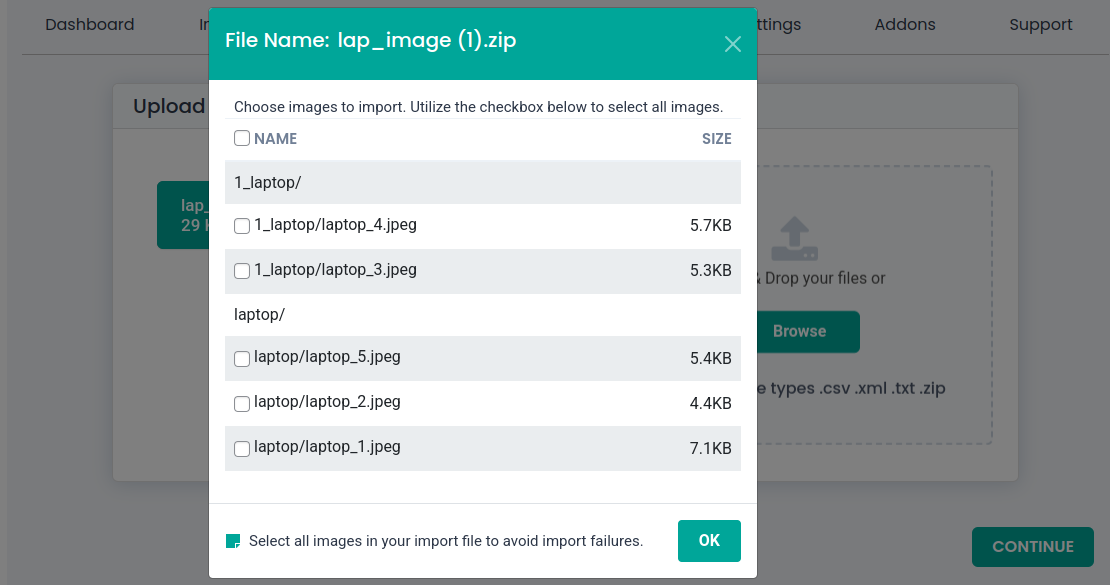 Dashboard
Addons
Support
File Name: lap_image (1).zip
Upload
Choose images to import. Utilize the checkbox below to select all images.
NAME SIZE
1_laptop/
lap_
29
1_laptop/laptop_4.jpeg 5.7KB
1_laptop/laptop_3.jpeg 5.3KB
& Drop your files or
laptop/
Browse
laptop/laptop_5.jpeg 5.4KB
types .csv .xml .txt .zip
laptop/laptop_2.jpeg 4.4KB
laptop/laptop_1.jpeg 7.1KB
Select all images in your import file to avoid import failures.
OK
CONTINUE